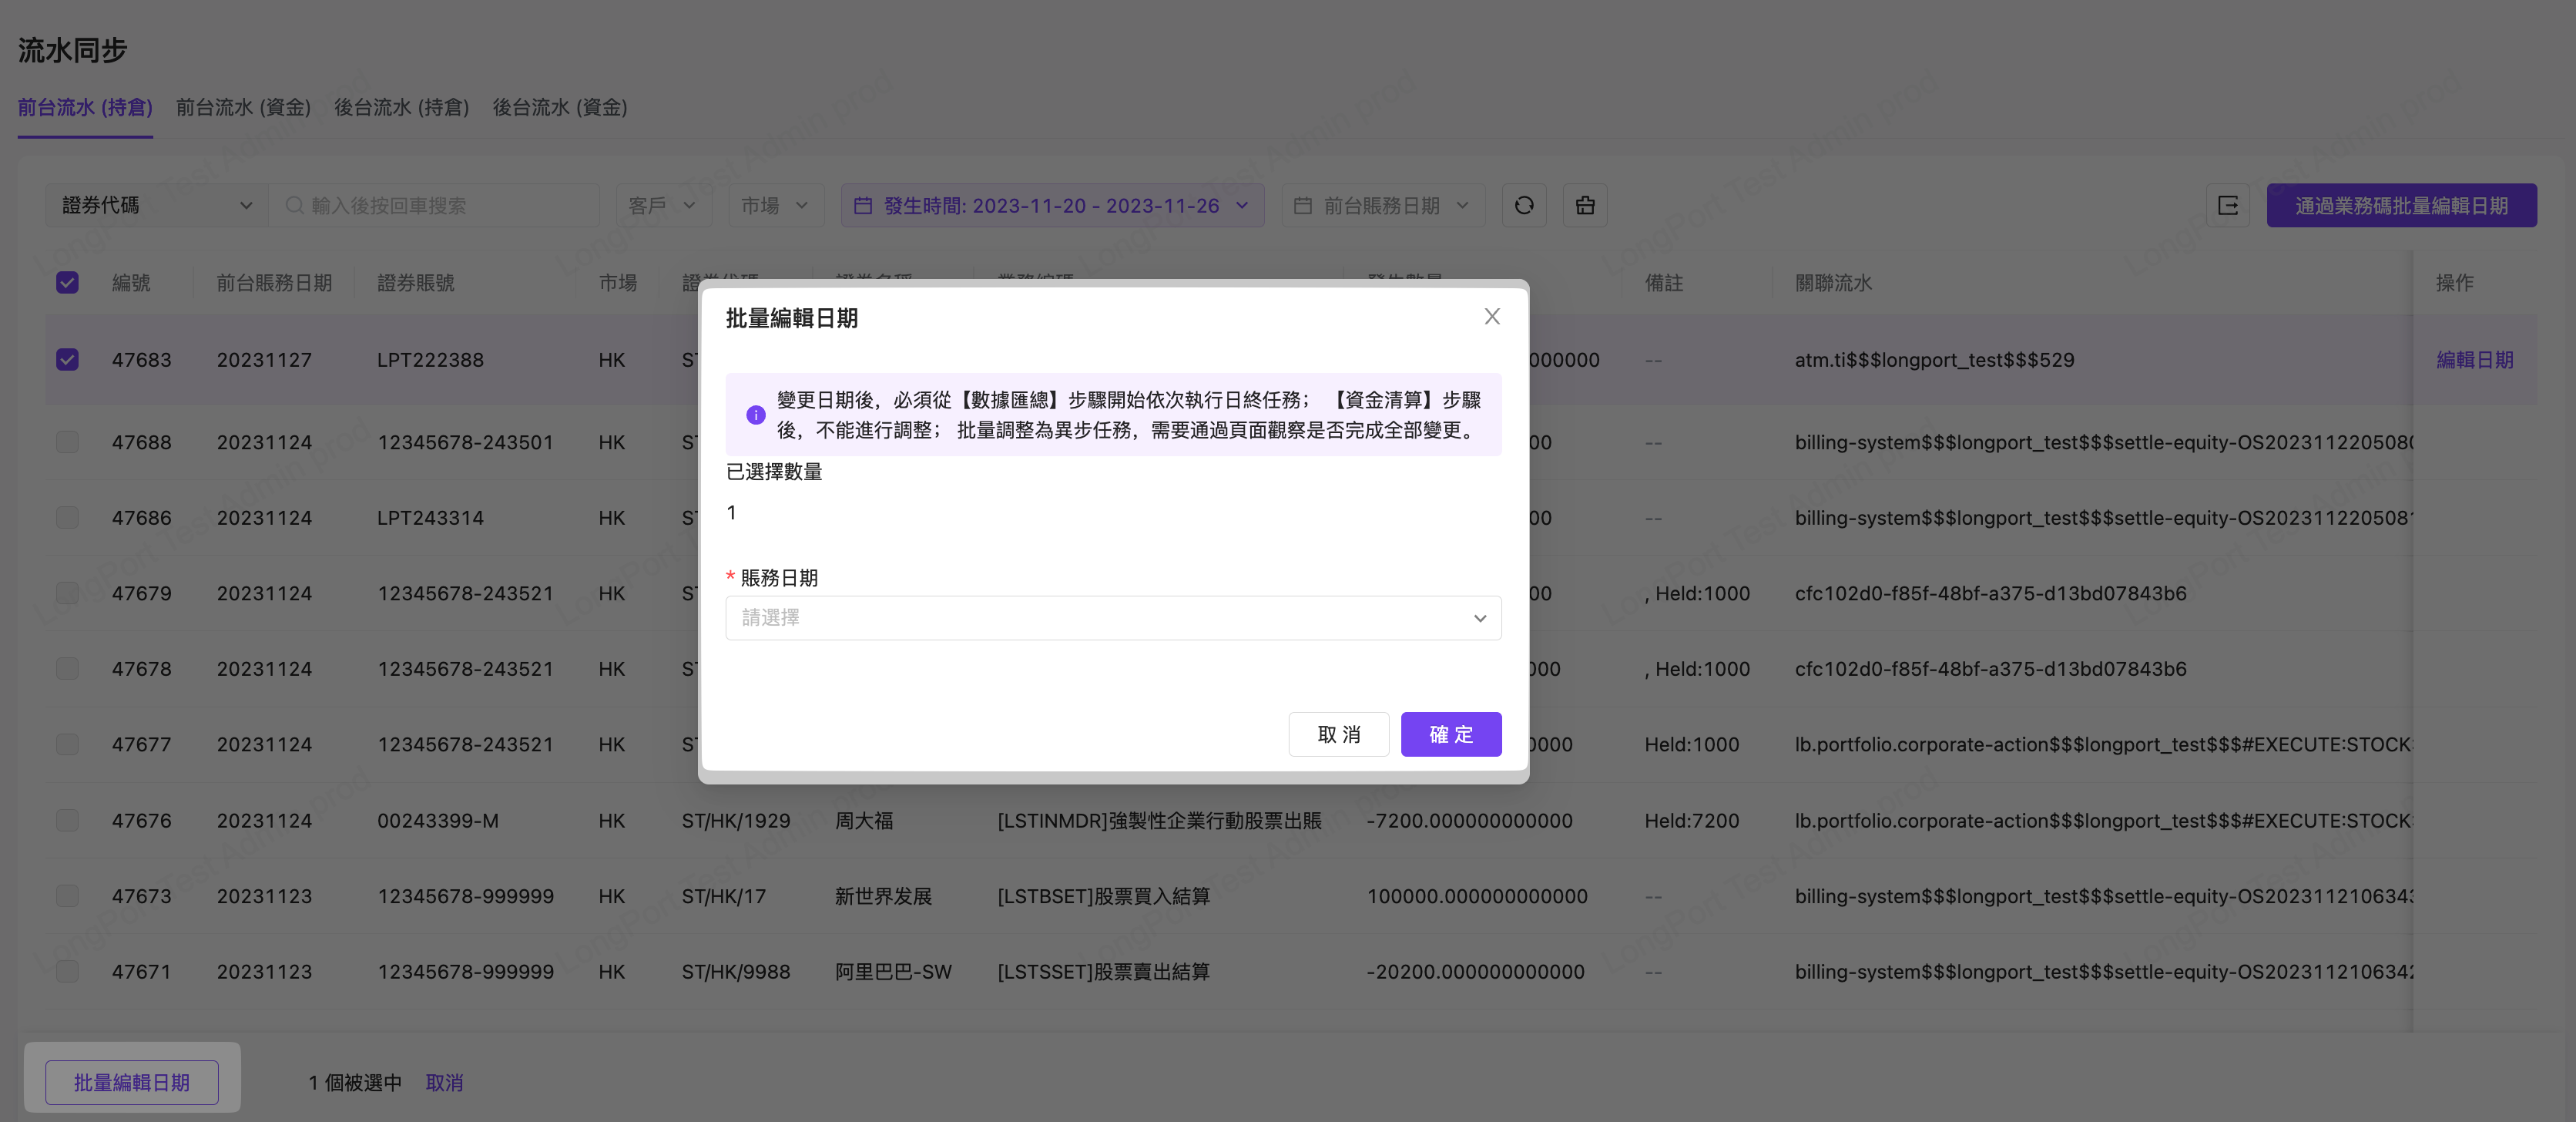 流水同步
前台流水 (持倉) 前台流水 (資金) 後台流水 (持倉) 後台流水 (資金)
證券代碼 輸入後按回車搜索 客戶 市場 發生時間: 2023-11-20 - 2023-11-26 前台賬務日期 通過業務碼批量編輯日期
編號 前台賬務日期 證券賬號 市場 備註 關聯流水 操作
47683 20231127 LPT222388 HK 000000 -- atm.ti$$$longport_test$$$529 編輯日期
47688 20231124 12345678-243501 HK 00 -- billing-system$$$longport_test$$$settle-equity-OS202311220508
47686 20231124 LPT243314 HK 00 -- billing-system$$$longport_test$$$settle-equity-OS2023112205081
47679 20231124 12345678-243521 HK 00 , Held:1000 cfc102d0-f85f-48bf-a375-d13bd07843b6
47678 20231124 12345678-243521 HK 000 , Held:1000 cfc102d0-f85f-48bf-a375-d13bd07843b6
47677 20231124 12345678-243521 HK 0000 Held:1000 lb.portfolio.corporate-action$$$longport_test$$$#EXECUTE:STOCK
47676 20231124 00243399-M HK ST/HK/1929 周大福 [LSTINMDR]強製性企業行動股票出賬 -7200.000000000000 Held:7200 lb.portfolio.corporate-action$$$longport_test$$$#EXECUTE:STOCK
47673 20231123 12345678-999999 HK ST/HK/17 新世界发展 [LSTBSET]股票買入結算 100000.000000000000 -- billing-system$$$longport_test$$$settle-equity-OS2023112106343
47671 20231123 12345678-999999 HK ST/HK/9988 阿里巴巴-SW [LSTSSET]股票賣出結算 -20200.000000000000 -- billing-system$$$longport_test$$$settle-equity-OS2023112106342
批量編輯日期
變更日期後，必須從【數據匯總】步驟開始依次執行日終任務； 【資金清算】步驟
後，不能進行調整； 批量調整為異步任務，需要通過頁面觀察是否完成全部變更。
已選擇數量
1
* 賬務日期
請選擇
取 消 確 定
批量編輯日期 1 個被選中 取消
LongPort Test Admin prod